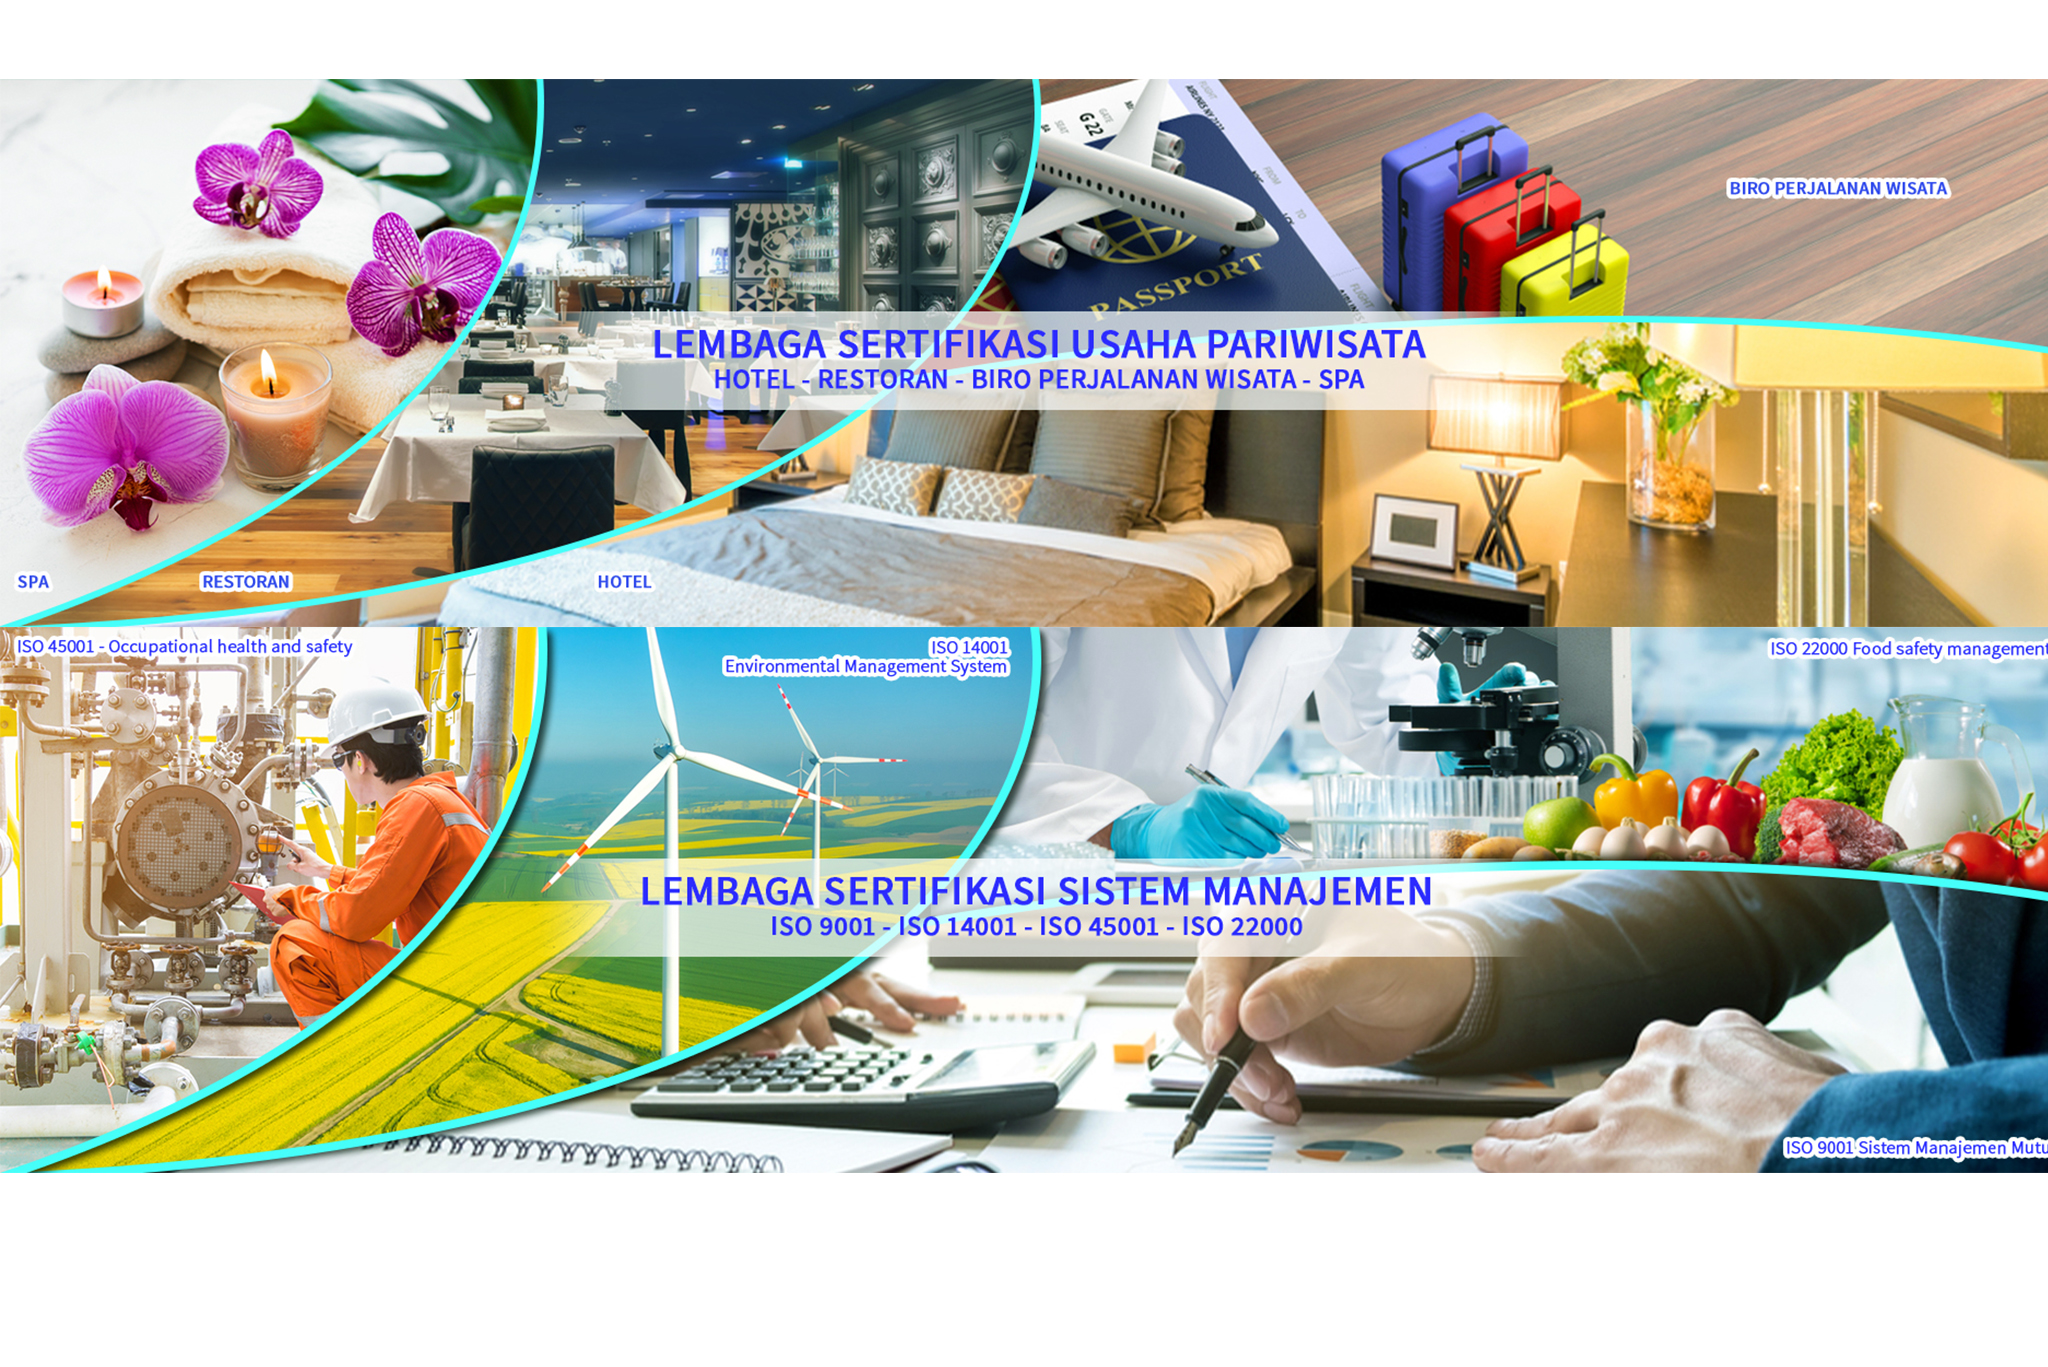 G 22
PASSPORT
BIRO PERJALANAN WISATA
LEMBAGA SERTIFIKASI USAHA PARIWISATA
HOTEL - RESTORAN - BIRO PERJALANAN WISATA - SPA
SPA
RESTORAN
HOTEL
ISO 45001 - Occupational health and safety
ISO 14001
Environmental Management System
ISO 22000 Food safety management
LEMBAGA SERTIFIKASI SISTEM MANAJEMEN
ISO 9001 - ISO 14001 - ISO 45001 - ISO 22000
ISO 9001 Sistem Manajemen Mutu